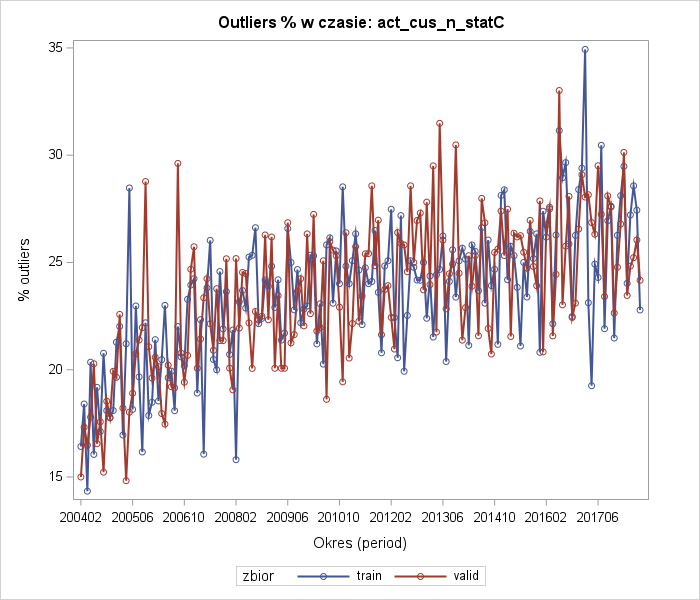 Outliers % w czasie: act_cus_n_statC
35
30
25
20
15
% outliers
200402 200506 200610 200802 200906 201010 201202 201306 201410 201602 201706
Okres (period)
zbior train valid